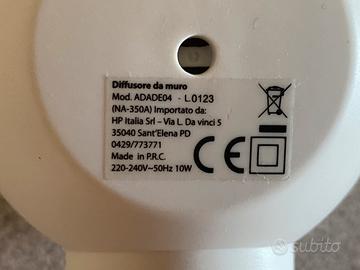 Diffusore da muro
Mod. ADADE04 - L.0123
(NA-350A) Importato da:
HP Italia Srl – Via L. Da vinci 5
35040 Sant'Elena PD
0429/773771
Made in P.R.C.
220-240V~50Hz 10W
CE
subito